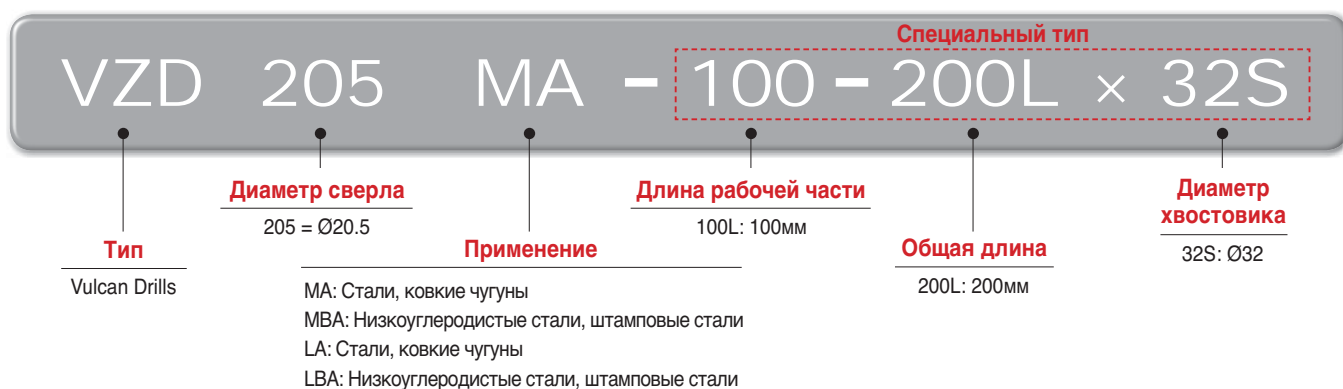 Специальный тип
VZD 205 MA - 100 - 200L × 32S
Тип
Vulcan Drills
Диаметр сверла
205 = Ø20.5
Применение
MA: Стали, ковкие чугуны
MBA: Низкоуглеродистые стали, штамповые стали
LA: Стали, ковкие чугуны
LBA: Низкоуглеродистые стали, штамповые стали
Длина рабочей части
100L: 100мм
Общая длина
200L: 200мм
Диаметр
хвостовика
32S: Ø32